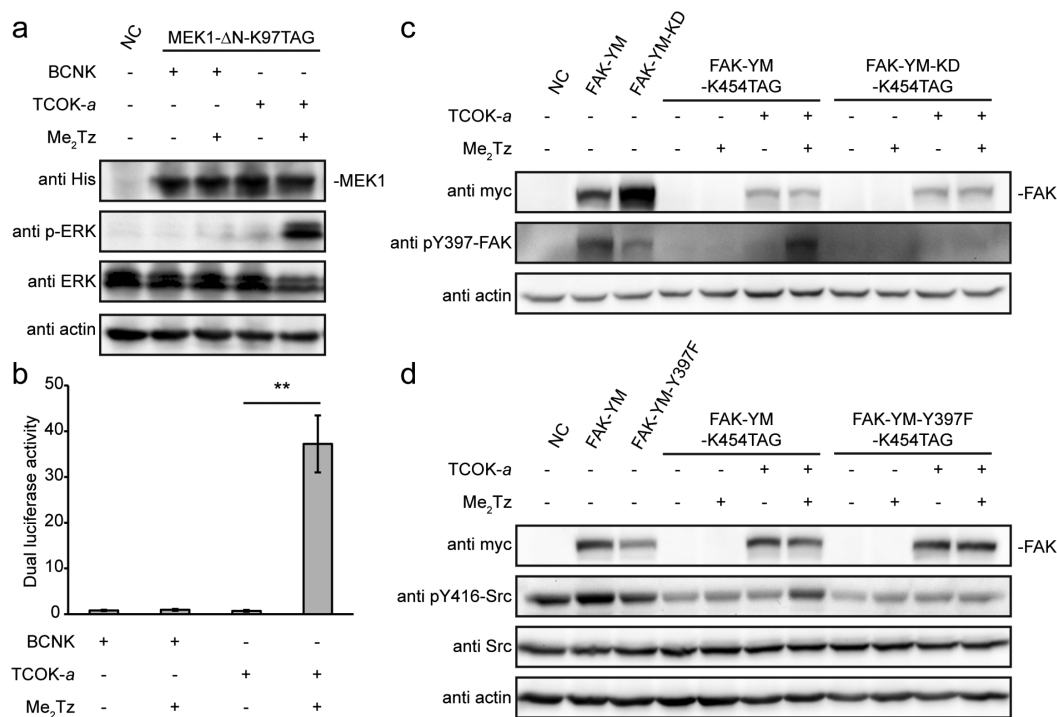 a
NC
MEK1-ΔN-K97TAG
BCNK - + + - -
TCOK-a - - - + +
Me2Tz - - + - +
anti His
-MEK1
anti p-ERK
anti ERK
anti actin
b
**
Dual luciferase activity
50
40
30
20
10
0
BCNK + + - -
TCOK-a - - + +
Me2Tz - + - +
c
NC
FAK-YM
FAK-YM-KD
FAK-YM
-K454TAG
FAK-YM-KD
-K454TAG
TCOK-a - - - - - + + - - + +
Me2Tz - - - - + - + - + - +
anti myc
-FAK
anti pY397-FAK
anti actin
d
NC
FAK-YM
FAK-YM-Y397F
FAK-YM
-K454TAG
FAK-YM-Y397F
-K454TAG
TCOK-a - - - - - + + - - + +
Me2Tz - - - - + - + - + - +
anti myc
-FAK
anti pY416-Src
anti Src
anti actin